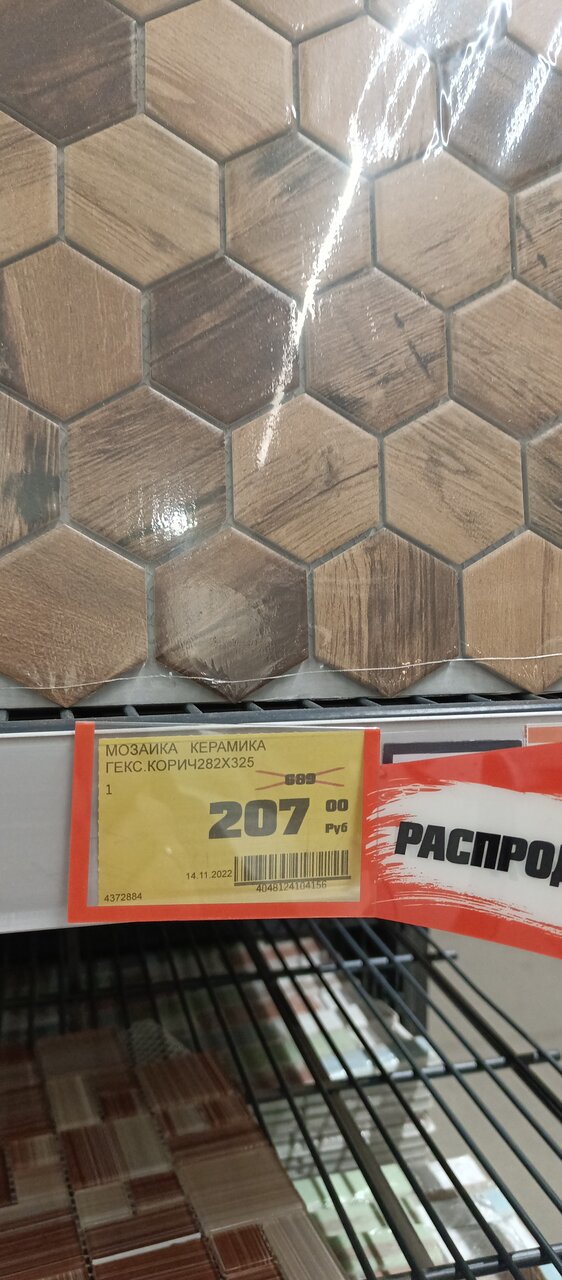 МОЗАИКА КЕРАМИКА
ГЕКС.КОРИЧ282Х325
689
1
207 00
Руб
14.11.2022
4048124104156
4372884
РАСПРОД